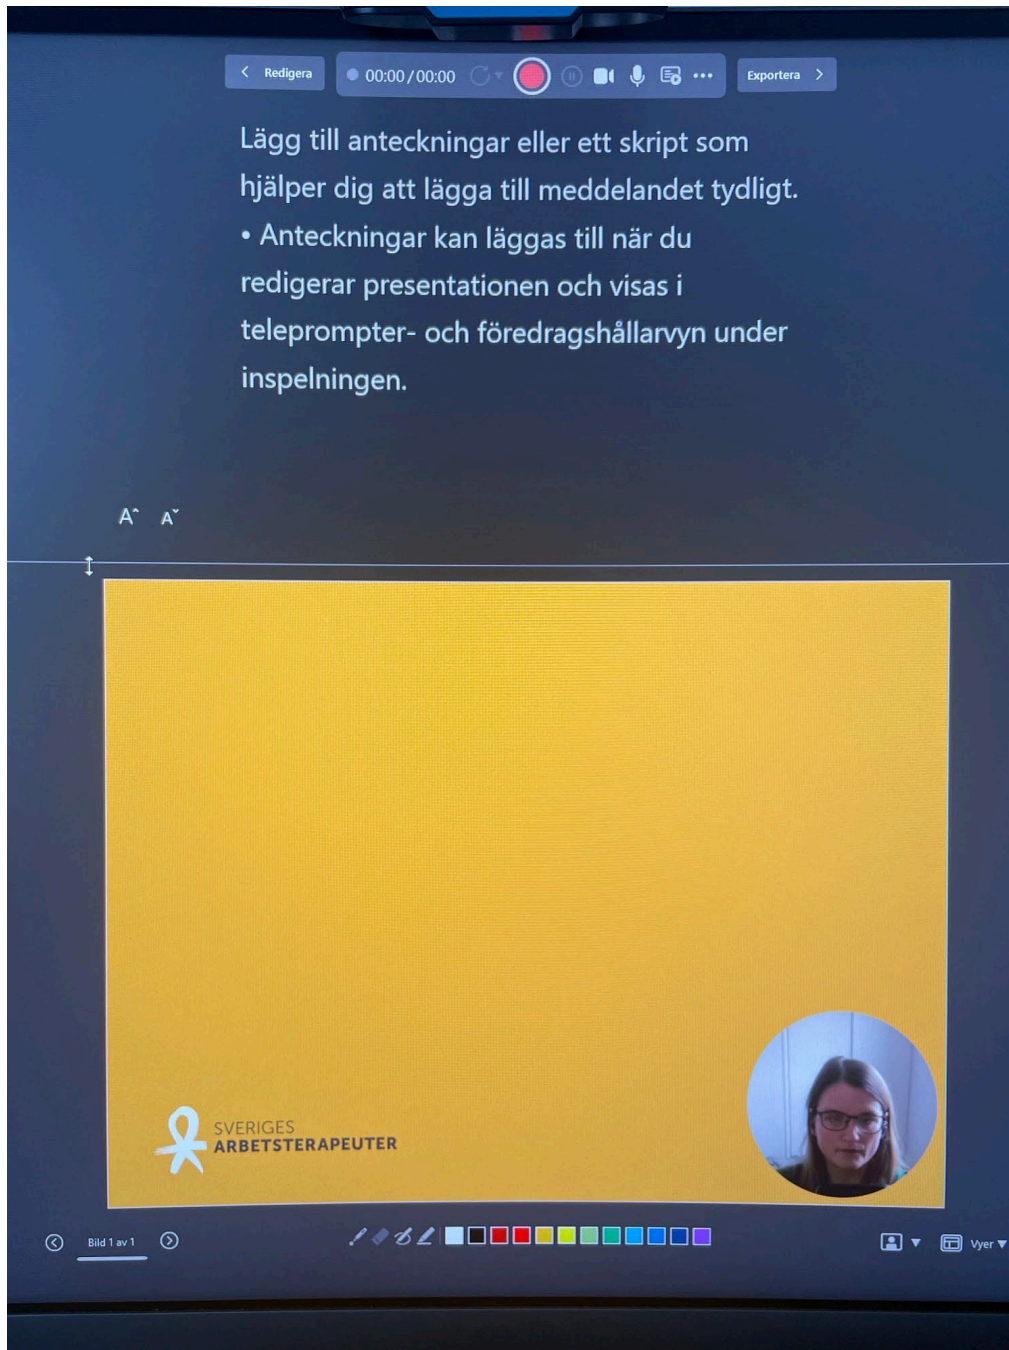 Redigera
00:00/00:00
Exportera
Lägg till anteckningar eller ett skript som
hjälper dig att lägga till meddelandet tydligt.
• Anteckningar kan läggas till när du
redigerar presentationen och visas i
teleprompter- och föredragshållarvyn under
inspelningen.
A A
SVERIGES
ARBETSTERAPEUTER
Bild 1 av 1
Vyer